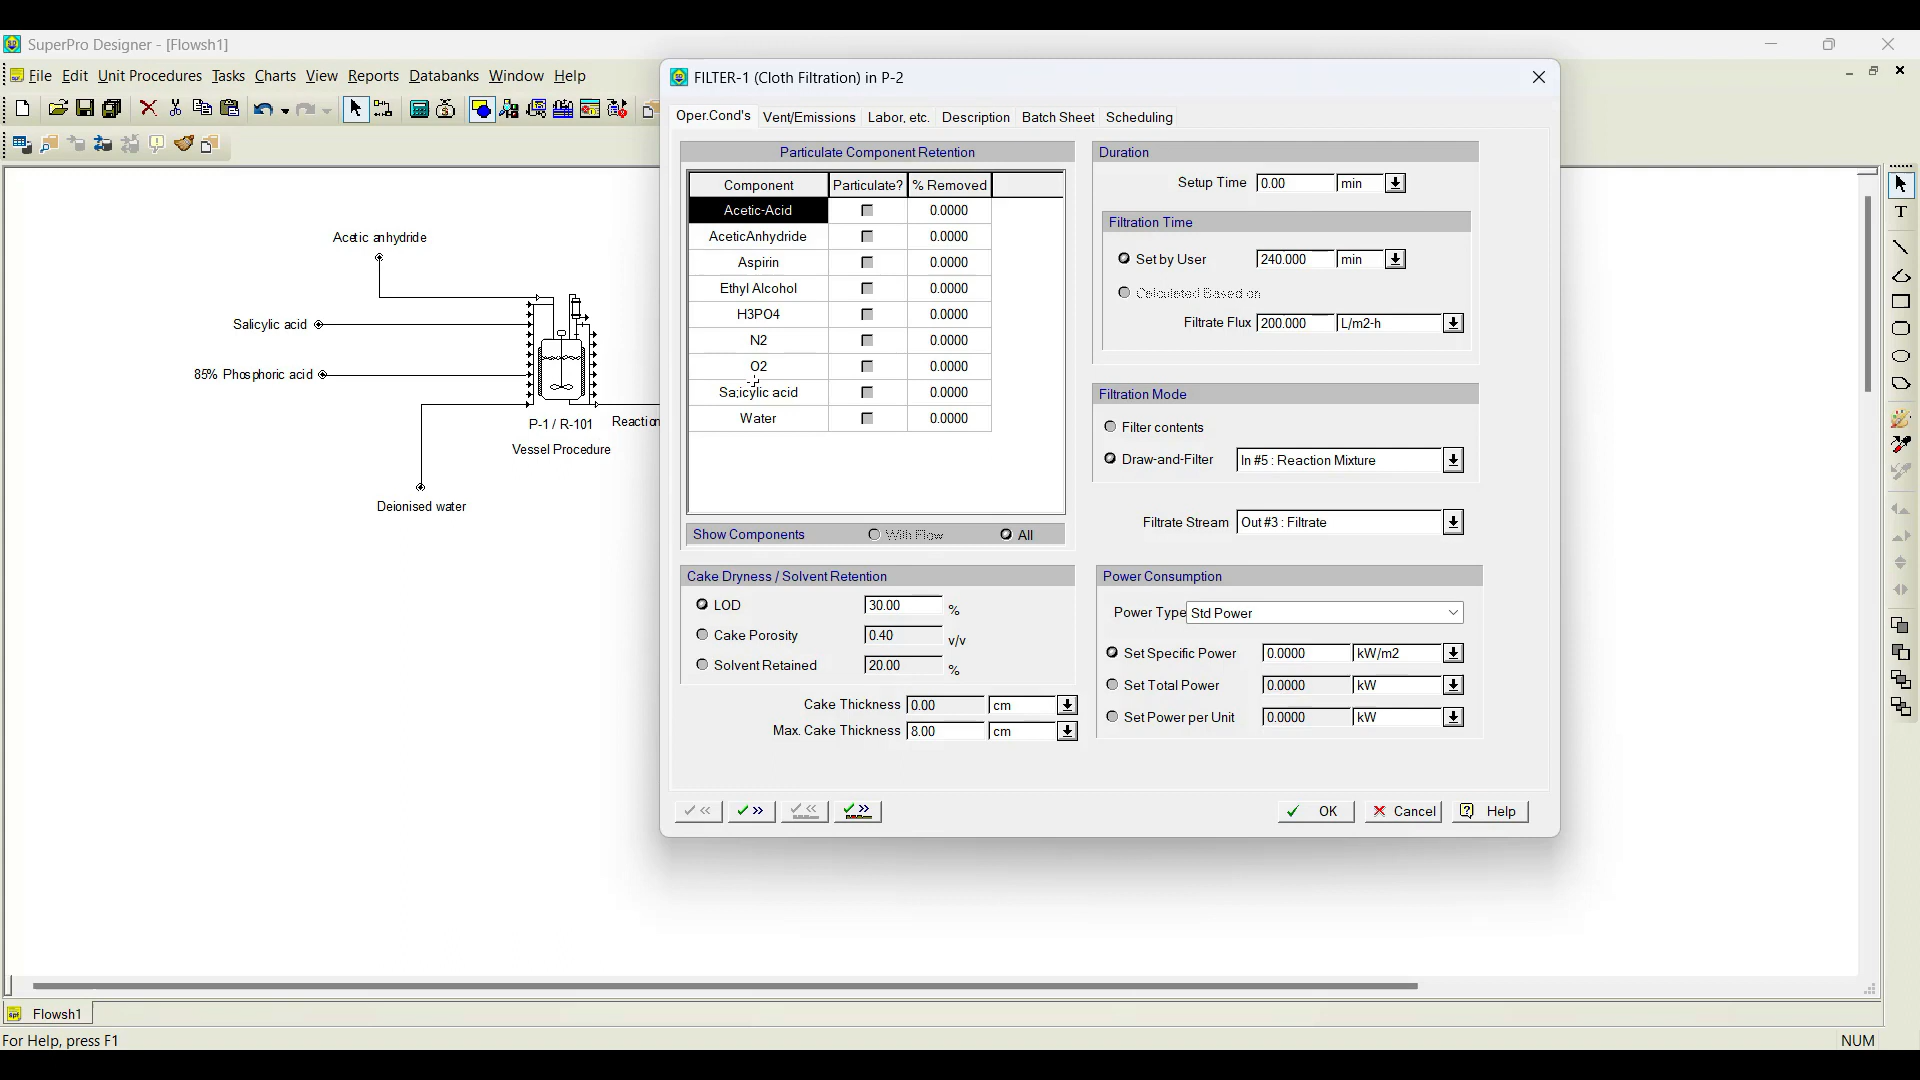 SuperPro Designer - [Flowsh1]
File Edit Unit Procedures Tasks Charts View Reports Databanks Window Help
Acetic anhydride
Salicylic acid
85% Phosphoric acid
P-1 / R-101
Reaction
Vessel Procedure
Deionised water
FILTER-1 (Cloth Filtration) in P-2
Oper.Cond's Vent/Emissions Labor, etc. Description Batch Sheet Scheduling
Particulate Component Retention
Component Particulate? % Removed
Acetic-Acid 0.0000
AceticAnhydride 0.0000
Aspirin 0.0000
Ethyl Alcohol 0.0000
H3PO4 0.0000
N2 0.0000
O2 0.0000
Sa;icylic acid 0.0000
Water 0.0000
Show Components With Flow All
Cake Dryness / Solvent Retention
LOD 30.00 %
Cake Porosity 0.40 v/v
Solvent Retained 20.00 %
Cake Thickness 0.00 cm
Max. Cake Thickness 8.00 cm
Duration
Setup Time 0.00 min
Filtration Time
Set by User 240.000 min
Calculated Based on
Filtrate Flux 200.000 L/m2-h
Filtration Mode
Filter contents
Draw-and-Filter In #5 : Reaction Mixture
Filtrate Stream Out #3 : Filtrate
Power Consumption
Power Type Std Power
Set Specific Power 0.0000 kW/m2
Set Total Power 0.0000 kW
Set Power per Unit 0.0000 kW
OK Cancel Help
Flowsh1
For Help, press F1
NUM